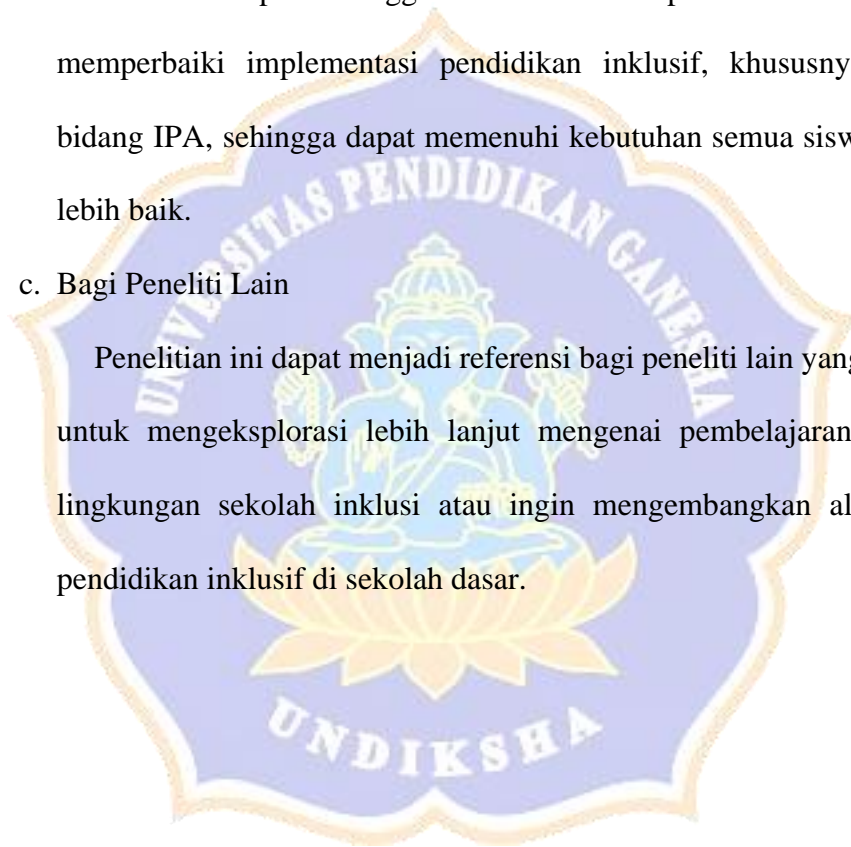 memperbaiki implementasi pendidikan inklusif, khususny
bidang IPA, sehingga dapat memenuhi kebutuhan semua sisw
lebih baik.
c. Bagi Peneliti Lain
Penelitian ini dapat menjadi referensi bagi peneliti lain yang
untuk mengeksplorasi lebih lanjut mengenai pembelajaran
lingkungan sekolah inklusi atau ingin mengembangkan al
pendidikan inklusif di sekolah dasar.
UNIVERSITAS PENDIDIKAN GANESHA
UNDIKSHA